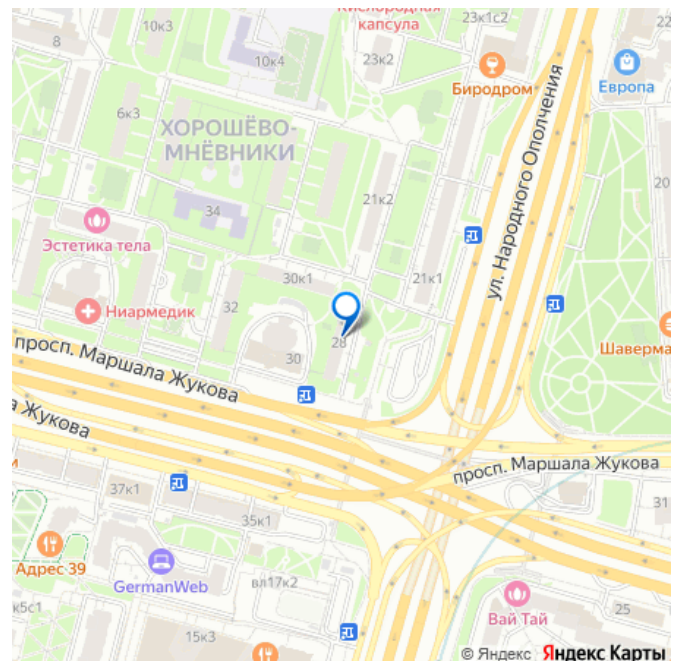 Кислородная
капсула
23к1с2
10к3
8
10к4
23к2
Биродром
Европа
6к3
ХОРОШЁВО-
МНЁВНИКИ
ул. Народного Ополчения
20
21к2
34
Эстетика тела
30к1
21к1
32
Ниармедик
28
30
Шаверма
просп. Маршала Жукова
а Жукова
просп. Маршала Жукова
и
37к1
31
35к1
Адрес 39
GermanWeb
вл17к2
к5с1
Вай Тай
25
15к3
© Яндекс Яндекс Карты